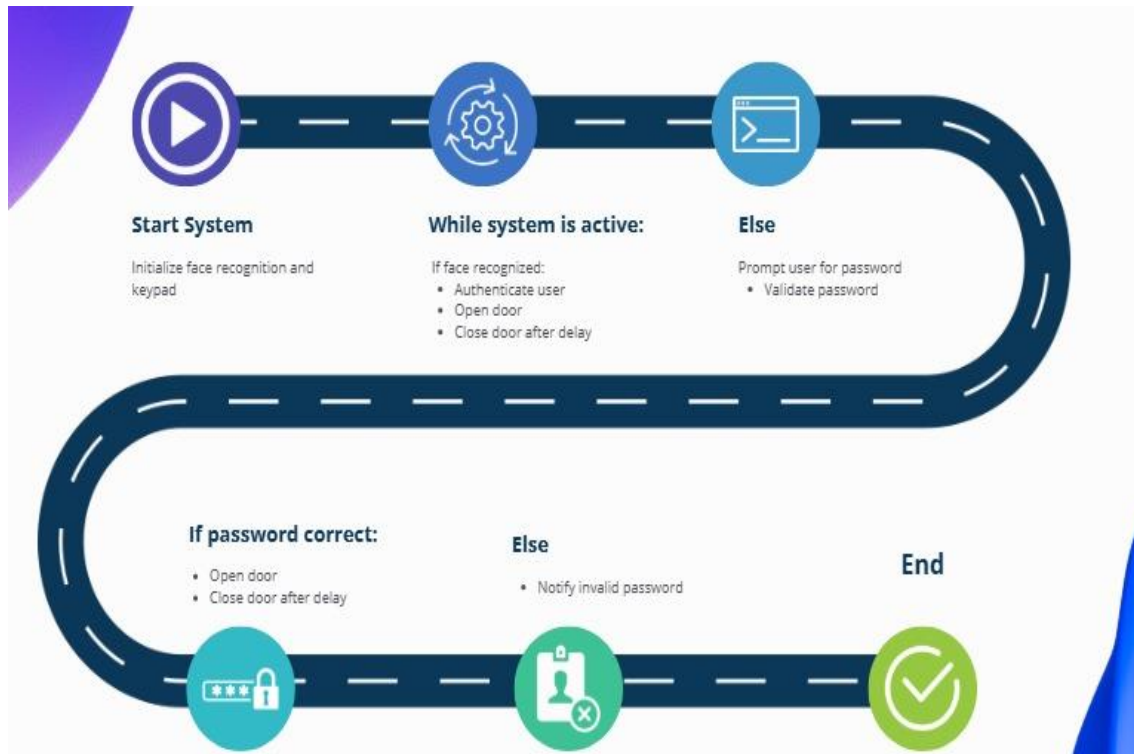 Start System
Initialize face recognition and
keypad
While system is active:
If face recognized:
• Authenticate user
• Open door
• Close door after delay
Else
Prompt user for password
• Validate password
If password correct:
• Open door
• Close door after delay
Else
• Notify invalid password
End